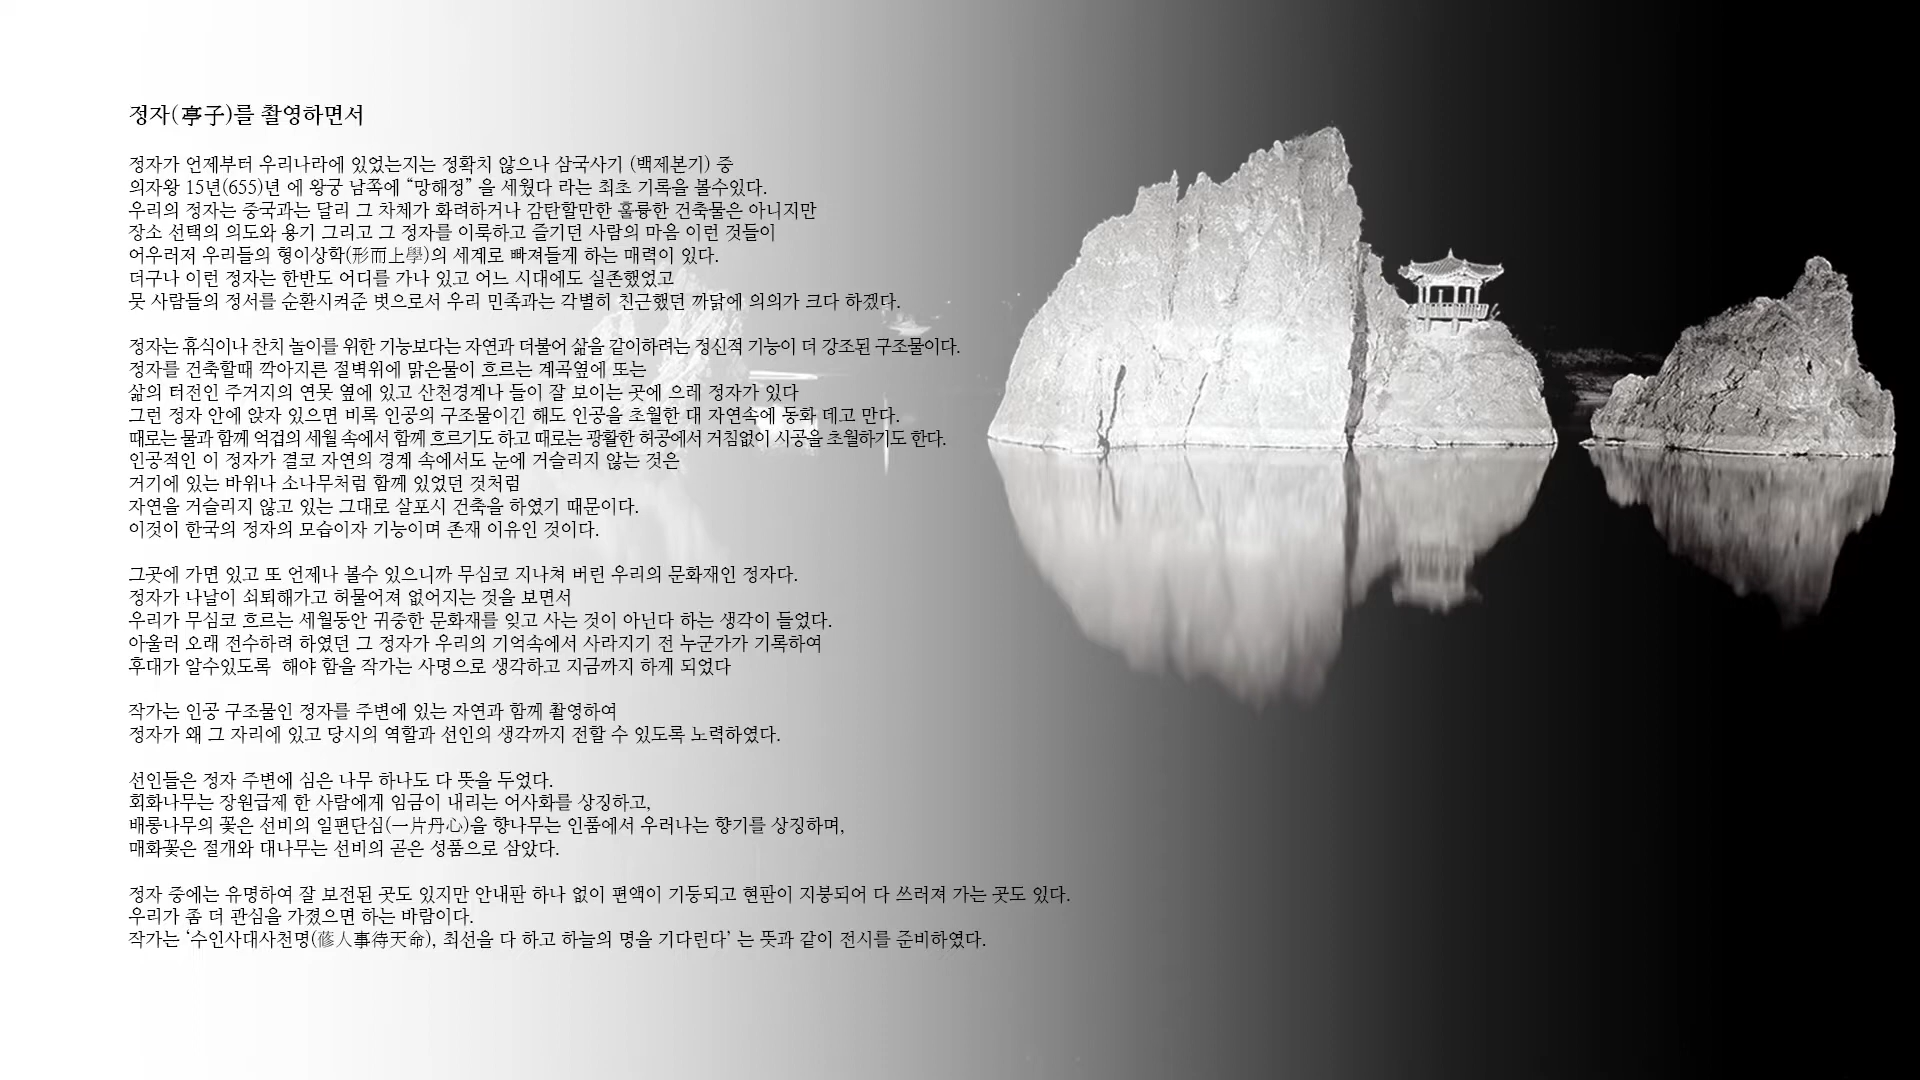 정자(亭子)를 촬영하면서
정자가 언제부터 우리나라에 있었는지는 정확치 않으나 삼국사기 (백제본기) 중
의자왕 15년(655)년 에 왕궁 남쪽에 “망해정” 을 세웠다 라는 최초 기록을 볼수있다.
우리의 정자는 중국과는 달리 그 차체가 화려하거나 감탄할만한 훌륭한 건축물은 아니지만
장소 선택의 의도와 용기 그리고 그 정자를 이룩하고 즐기던 사람의 마음 이런 것들이
어우러저 우리들의 형이상학(形而上學)의 세계로 빠져들게 하는 매력이 있다.
더구나 이런 정자는 한반도 어디를 가나 있고 어느 시대에도 실존했었고
뭇 사람들의 정서를 순환시켜준 벗으로서 우리 민족과는 각별히 친근했던 까닭에 의의가 크다 하겠다.
정자는 휴식이나 잔치 놀이를 위한 기능보다는 자연과 더불어 삶을 같이하려는 정신적 기능이 더 강조된 구조물이다.
정자를 건축할때 깍아지른 절벽위에 맑은물이 흐르는 계곡옆에 또는
삶의 터전인 주거지의 연못 옆에 있고 산천경계나 들이 잘 보이는 곳에 으레 정자가 있다
그런 정자 안에 앉자 있으면 비록 인공의 구조물이긴 해도 인공을 초월한 대 자연속에 동화 데고 만다.
때로는 물과 함께 억겁의 세월 속에서 함께 흐르기도 하고 때로는 광활한 허공에서 거침없이 시공을 초월하기도 한다.
인공적인 이 정자가 결코 자연의 경계 속에서도 눈에 거슬리지 않는 것은
거기에 있는 바위나 소나무처럼 함께 있었던 것처럼
자연을 거슬리지 않고 있는 그대로 살포시 건축을 하였기 때문이다.
이것이 한국의 정자의 모습이자 기능이며 존재 이유인 것이다.
그곳에 가면 있고 또 언제나 볼수 있으니까 무심코 지나쳐 버린 우리의 문화재인 정자다.
정자가 나날이 쇠퇴해가고 허물어져 없어지는 것을 보면서
우리가 무심코 흐르는 세월동안 귀중한 문화재를 잊고 사는 것이 아닌다 하는 생각이 들었다.
아울러 오래 전수하려 하였던 그 정자가 우리의 기억속에서 사라지기 전 누군가가 기록하여
후대가 알수있도록  해야 함을 작가는 사명으로 생각하고 지금까지 하게 되었다
작가는 인공 구조물인 정자를 주변에 있는 자연과 함께 촬영하여
정자가 왜 그 자리에 있고 당시의 역할과 선인의 생각까지 전할 수 있도록 노력하였다.
선인들은 정자 주변에 심은 나무 하나도 다 뜻을 두었다.
회화나무는 장원급제 한 사람에게 임금이 내리는 어사화를 상징하고,
배롱나무의 꽃은 선비의 일편단심(一片丹心)을 향나무는 인품에서 우러나는 향기를 상징하며,
매화꽃은 절개와 대나무는 선비의 곧은 성품으로 삼았다.
정자 중에는 유명하여 잘 보전된 곳도 있지만 안내판 하나 없이 편액이 기둥되고 현판이 지붕되어 다 쓰러져 가는 곳도 있다.
우리가 좀 더 관심을 가졌으면 하는 바람이다.
작가는 ‘수인사대사천명(修人事待天命), 최선을 다 하고 하늘의 명을 기다린다’ 는 뜻과 같이 전시를 준비하였다.